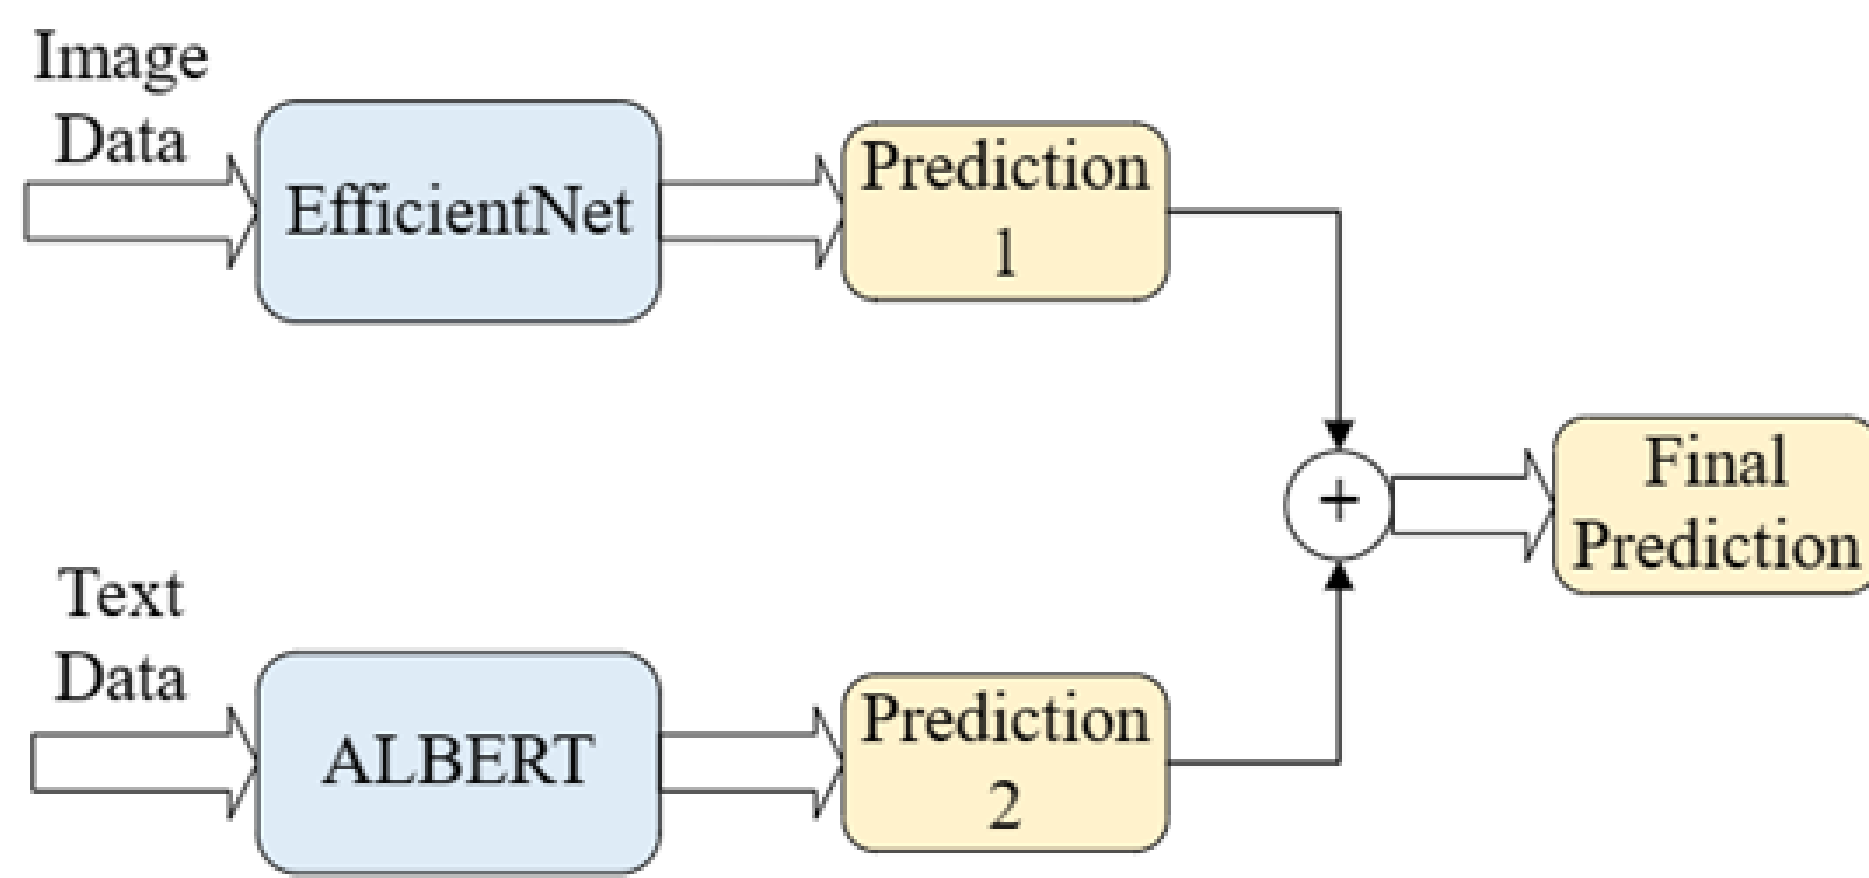 Image
Data
EfficientNet
Prediction
1
+
Final
Prediction
Text
Data
ALBERT
Prediction
2